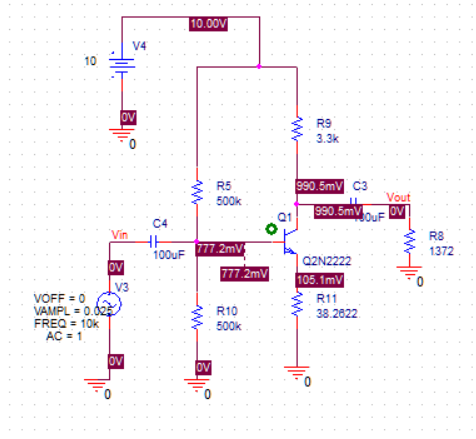 10.00V
V4
10
0V
0
R9
3.3k
R5
500k
990.5mV
C3
Vout
990.5mV
0V
100uF
Q1
C4
Vin
100uF
777.2mV
777.2mV
Q2N2222
R8
1372
0
0V
V3
VOFF = 0
VAMPL = 0.025
FREQ = 10k
AC = 1
105.1mV
R11
38.2622
R10
500k
0V
0V
0
0
0